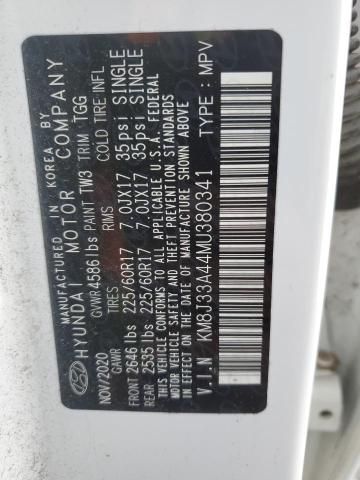 MANUFACTURED IN KOREA BY
HYUNDAI MOTOR COMPANY
GVWR 4586 lbs PAINT TW3 TRIM TGG
NOV/2020
GAWR TIRES RIMS COLD TIRE INFL
FRONT 2646 lbs 225/60R17 7.0JX17 35psi SINGLE
REAR 2535 lbs 225/60R17 7.0JX17 35psi SINGLE
THIS VEHICLE CONFORMS TO ALL APPLICABLE U.S.A. FEDERAL
MOTOR VEHICLE SAFETY BUMPER, AND THEFT PREVENTION
STANDARDS IN EFFECT ON THE DATE OF MANUFACTURE SHOWN ABOVE
V.I.N KM8J33A44MU380341 TYPE : MPV